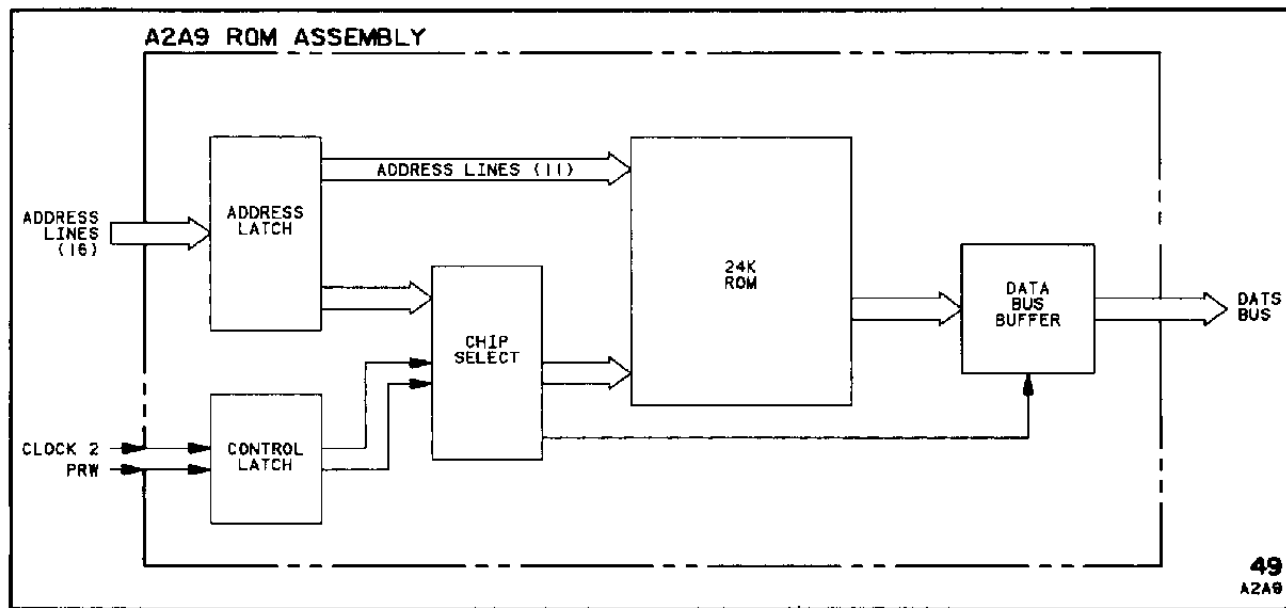 A2A9 ROM ASSEMBLY
ADDRESS LINES (11)
ADDRESS
LINES
(16)
ADDRESS
LATCH
24K
ROM
DATA
BUS
BUFFER
DATS
BUS
CHIP
SELECT
CLOCK 2
PRW
CONTROL
LATCH
49
A2A9